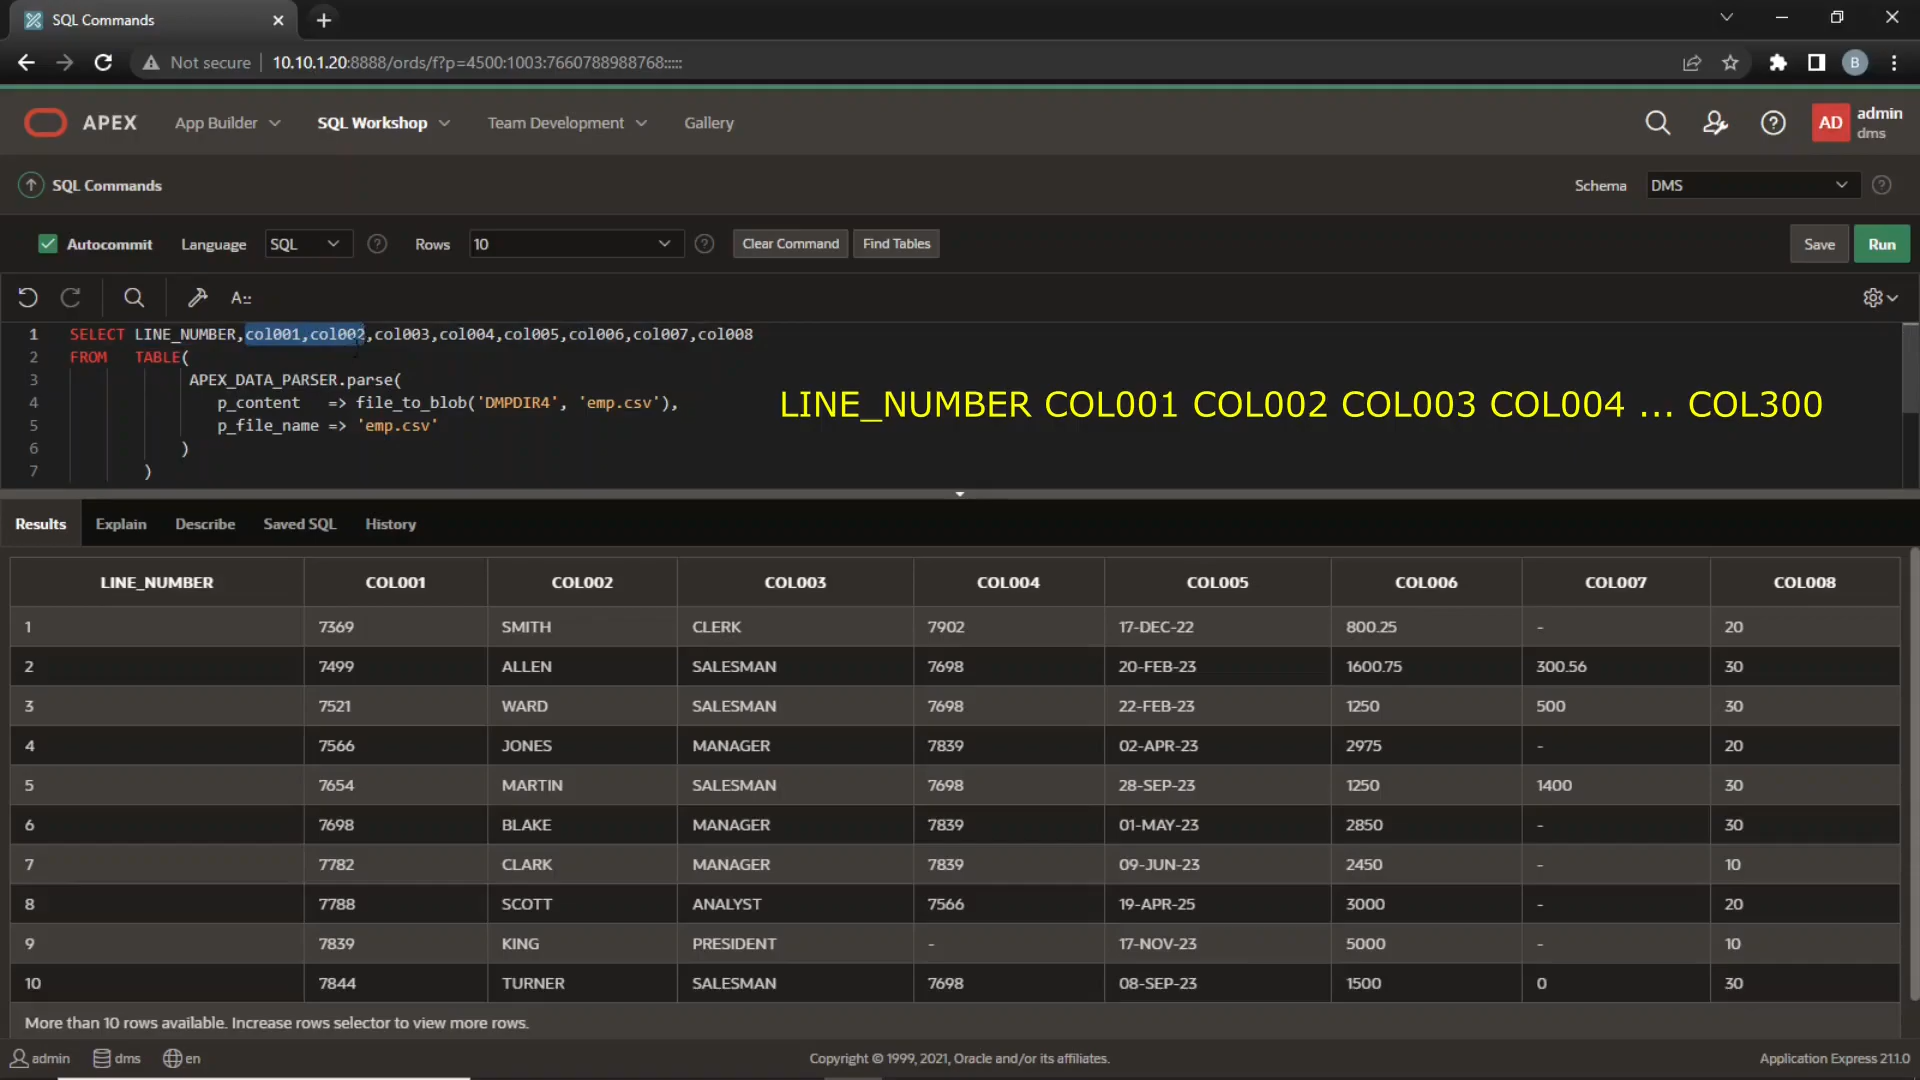 SQL Commands
Not secure 10.10.1.20:8888/ords/f?p=4500:1003:7660788988768:::::
B
APEX App Builder SQL Workshop Team Development Gallery
AD admin
dms
SQL Commands Schema DMS
Autocommit Language SQL Rows 10 Clear Command Find Tables Save Run
A::
1 SELECT LINE_NUMBER,col001,col002,col003,col004,col005,col006,col007,col008
2 FROM TABLE(
3 APEX_DATA_PARSER.parse(
4 p_content => file_to_blob('DMPDIR4', 'emp.csv'),
5 p_file_name => 'emp.csv'
6 )
7 )
LINE_NUMBER COL001 COL002 COL003 COL004 ... COL300
Results Explain Describe Saved SQL History
LINE_NUMBER COL001 COL002 COL003 COL004 COL005 COL006 COL007 COL008
1 7369 SMITH CLERK 7902 17-DEC-22 800.25 - 20
2 7499 ALLEN SALESMAN 7698 20-FEB-23 1600.75 300.56 30
3 7521 WARD SALESMAN 7698 22-FEB-23 1250 500 30
4 7566 JONES MANAGER 7839 02-APR-23 2975 - 20
5 7654 MARTIN SALESMAN 7698 28-SEP-23 1250 1400 30
6 7698 BLAKE MANAGER 7839 01-MAY-23 2850 - 30
7 7782 CLARK MANAGER 7839 09-JUN-23 2450 - 10
8 7788 SCOTT ANALYST 7566 19-APR-25 3000 - 20
9 7839 KING PRESIDENT - 17-NOV-23 5000 - 10
10 7844 TURNER SALESMAN 7698 08-SEP-23 1500 0 30
More than 10 rows available. Increase rows selector to view more rows.
admin dms en Copyright © 1999, 2021, Oracle and/or its affiliates. Application Express 21.1.0